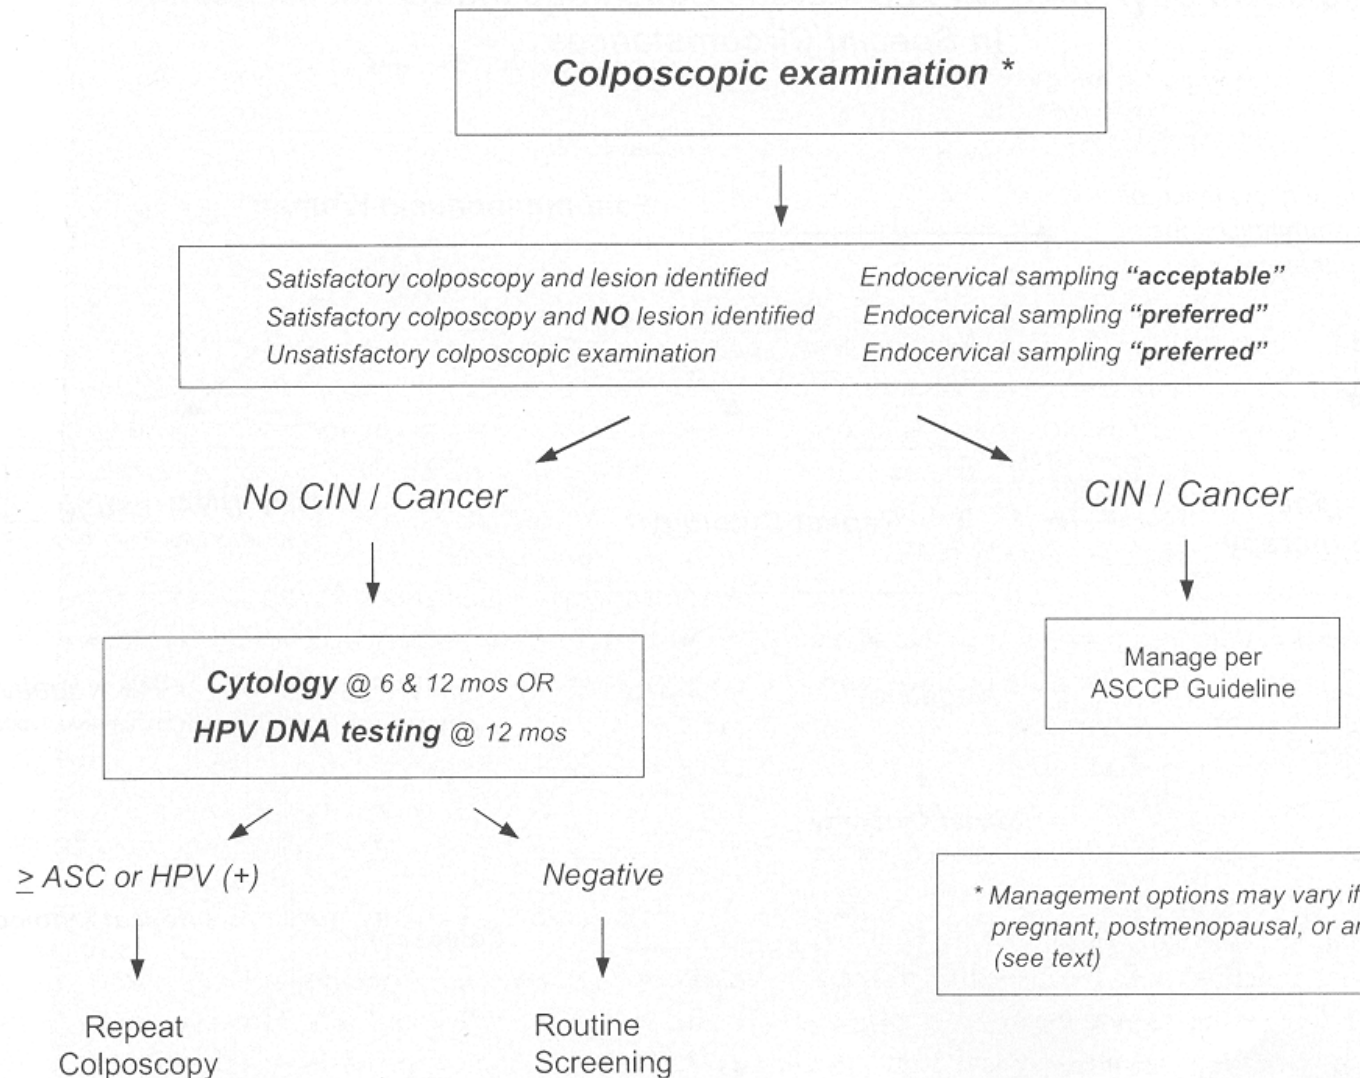 Colposcopic examination *
Satisfactory colposcopy and lesion identified Endocervical sampling “acceptable”
Satisfactory colposcopy and NO lesion identified Endocervical sampling “preferred”
Unsatisfactory colposcopic examination Endocervical sampling “preferred”
No CIN / Cancer
CIN / Cancer
Manage per
ASCCP Guideline
Cytology @ 6 & 12 mos OR
HPV DNA testing @ 12 mos
≥ ASC or HPV (+)
Negative
* Management options may vary if
pregnant, postmenopausal, or
(see text)
Repeat
Colposcopy
Routine
Screening